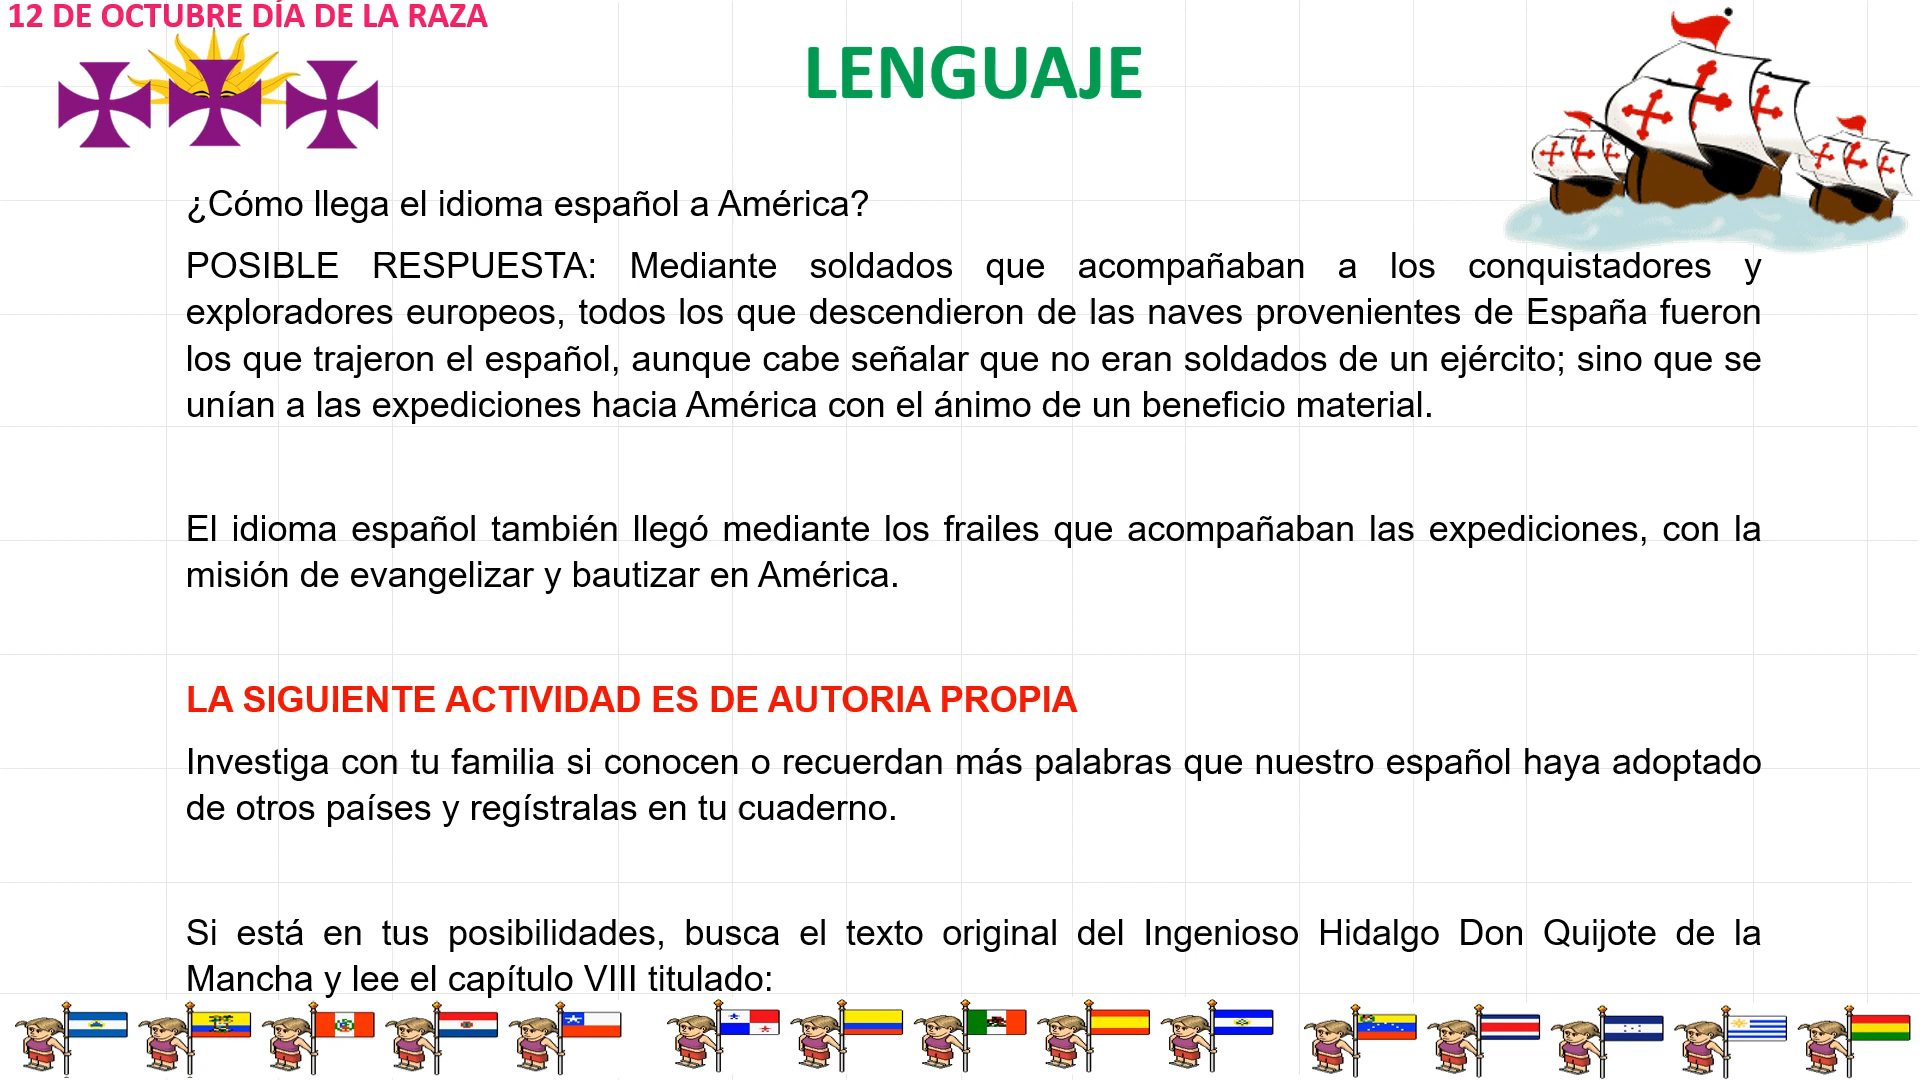 12 DE OCTUBRE DÍA DE LA RAZA
LENGUAJE
¿Cómo llega el idioma español a América?
POSIBLE RESPUESTA: Mediante soldados que acompañaban a los conquistadores y
exploradores europeos, todos los que descendieron de las naves provenientes de España fueron
los que trajeron el español, aunque cabe señalar que no eran soldados de un ejército; sino que se
unían a las expediciones hacia América con el ánimo de un beneficio material.
El idioma español también llegó mediante los frailes que acompañaban las expediciones, con la
misión de evangelizar y bautizar en América.
LA SIGUIENTE ACTIVIDAD ES DE AUTORIA PROPIA
Investiga con tu familia si conocen o recuerdan más palabras que nuestro español haya adoptado
de otros países y regístralas en tu cuaderno.
Si está en tus posibilidades, busca el texto original del Ingenioso Hidalgo Don Quijote de la
Mancha y lee el capítulo VIII titulado: